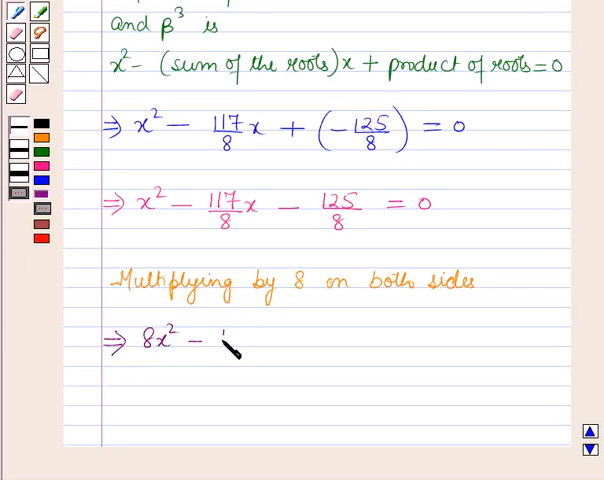 and β³ is
x² - (sum of the roots)x + product of roots = 0
⇒ x² - 117/8 x + (-125/8) = 0
⇒ x² - 117/8 x - 125/8 = 0
Multiplying by 8 on both sides
⇒ 8x² -